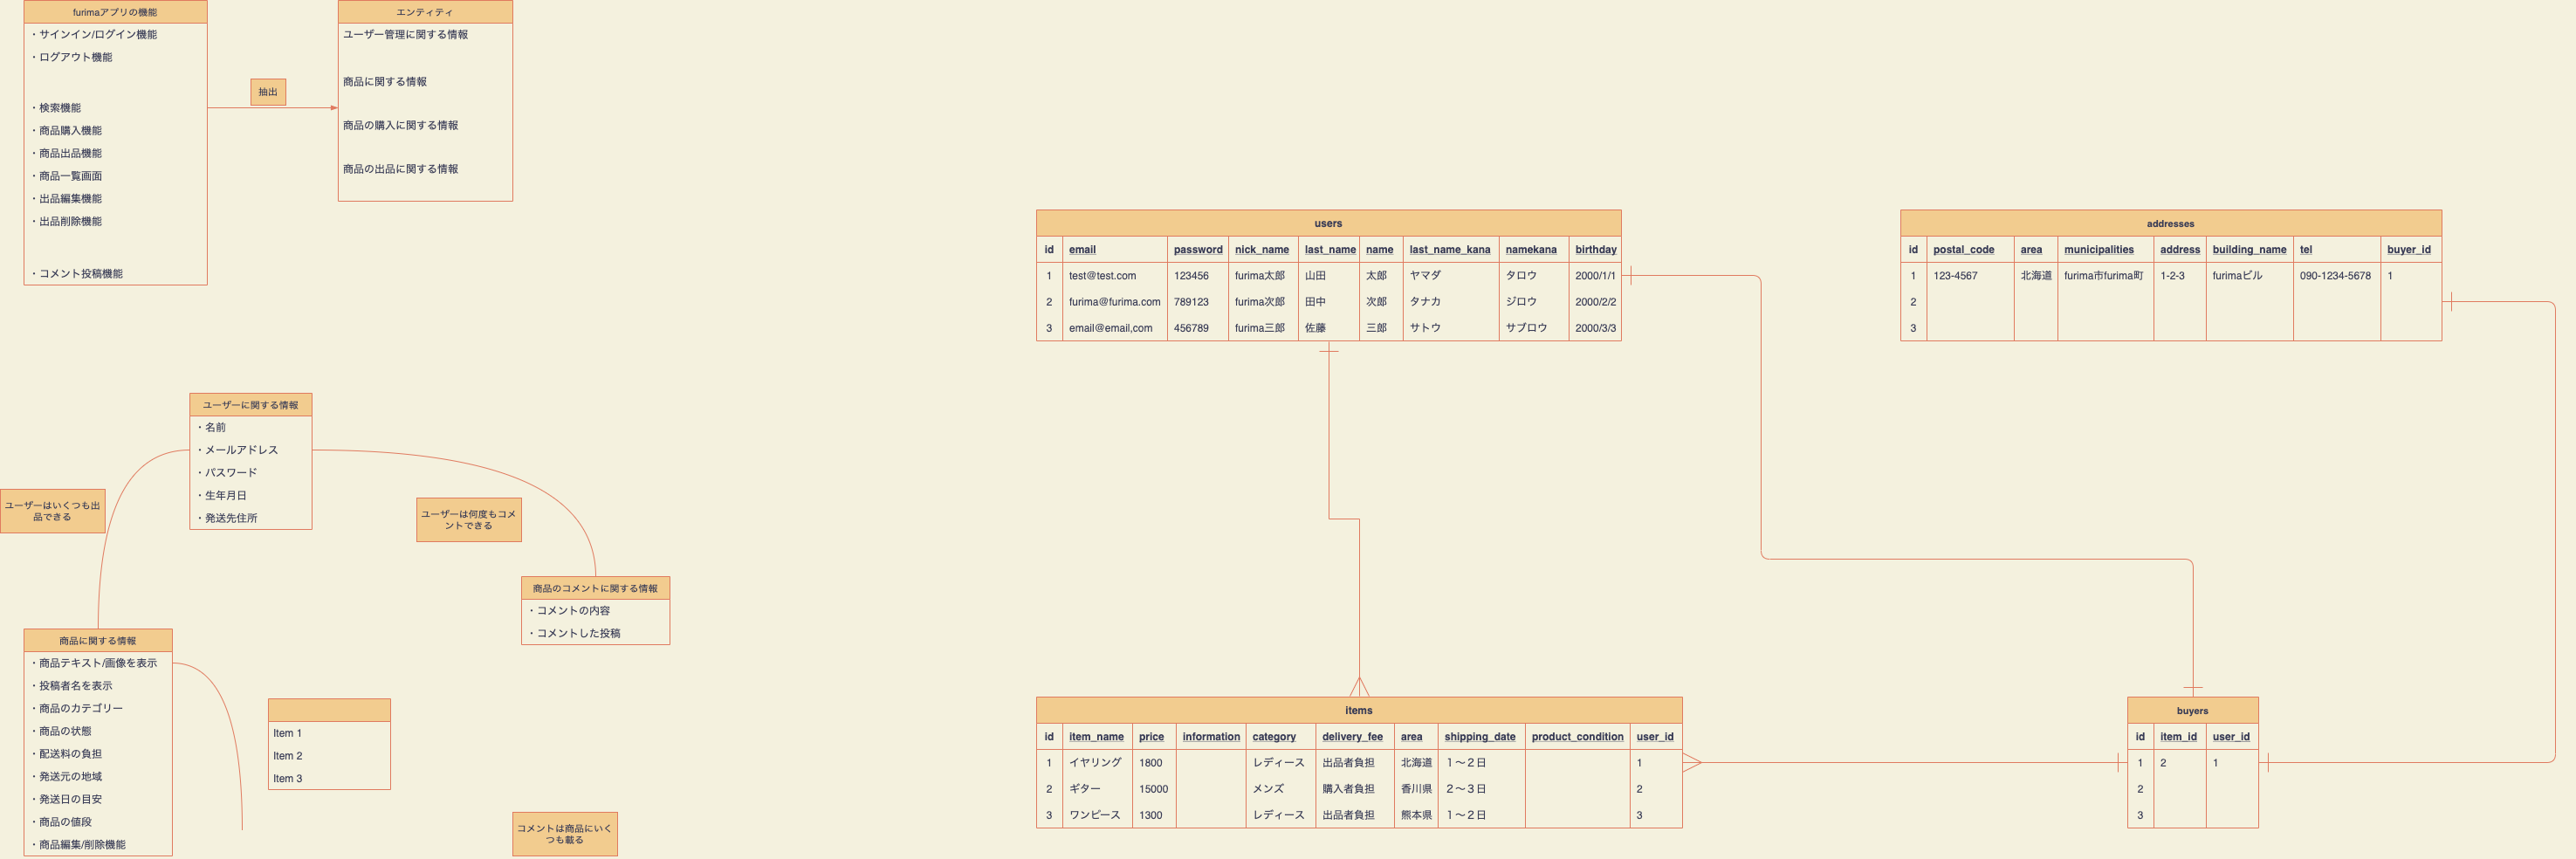 furimaアプリの機能
・サインイン/ログイン機能
・ログアウト機能
・検索機能
・商品購入機能
・商品出品機能
・商品一覧画面
・出品編集機能
・出品削除機能
・コメント投稿機能
抽出
エンティティ
ユーザー管理に関する情報
商品に関する情報
商品の購入に関する情報
商品の出品に関する情報
ユーザーに関する情報
・名前
・メールアドレス
・パスワード
・生年月日
・発送先住所
ユーザーはいくつも出
品できる
ユーザーは何度もコメ
ントできる
商品のコメントに関する情報
・コメントの内容
・コメントした投稿
商品に関する情報
・商品テキスト/画像を表示
・投稿者名を表示
・商品のカテゴリー
・商品の状態
・配送料の負担
・発送元の地域
・発送日の目安
・商品の値段
・商品編集/削除機能
Item 1
Item 2
Item 3
コメントは商品にいく
つも載る
users
id email password nick_name last_name name last_name_kana namekana birthday
1 test@test.com 123456 furima太郎 山田 太郎 ヤマダ タロウ 2000/1/1
2 furima@furima.com 789123 furima次郎 田中 次郎 タナカ ジロウ 2000/2/2
3 email@email,com 456789 furima三郎 佐藤 三郎 サトウ サブロウ 2000/3/3
addresses
id postal_code area municipalities address building_name tel buyer_id
1 123-4567 北海道 furima市furima町 1-2-3 furimaビル 090-1234-5678 1
2
3
items
id item_name price information category delivery_fee area shipping_date product_condition user_id
1 イヤリング 1800 レディース 出品者負担 北海道 １〜２日 1
2 ギター 15000 メンズ 購入者負担 香川県 ２〜３日 2
3 ワンピース 1300 レディース 出品者負担 熊本県 １〜２日 3
buyers
id item_id user_id
1 2 1
2
3